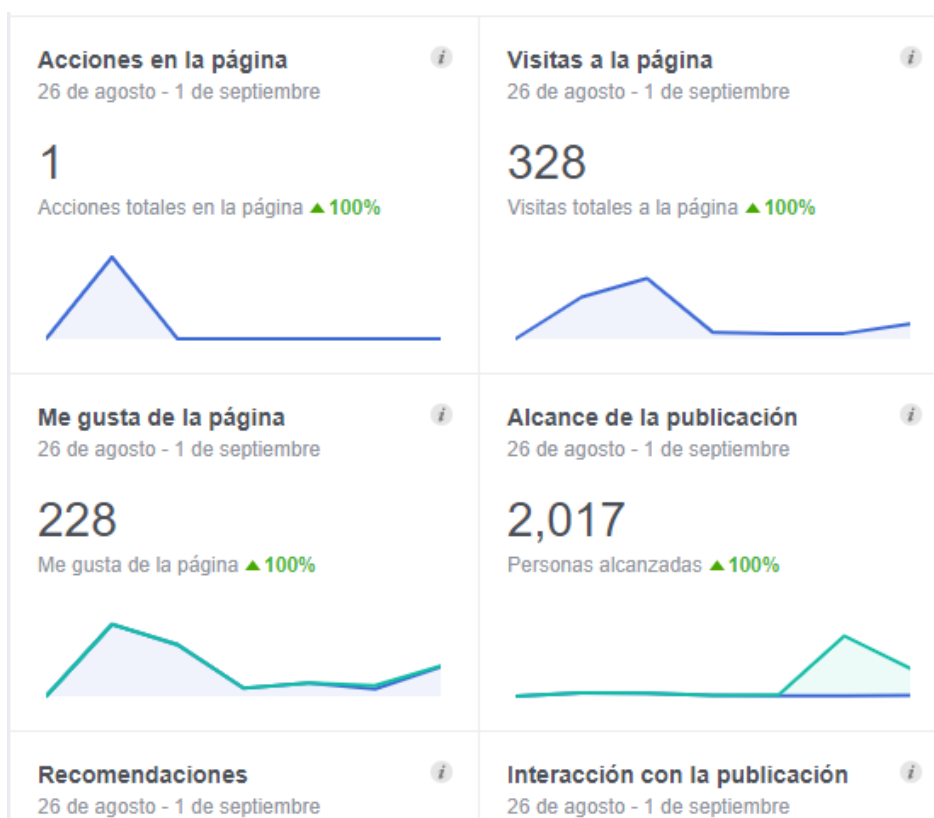 Acciones en la página
26 de agosto - 1 de septiembre
1
Acciones totales en la página ▲ 100%
Visitas a la página
26 de agosto - 1 de septiembre
328
Visitas totales a la página ▲ 100%
Me gusta de la página
26 de agosto - 1 de septiembre
228
Me gusta de la página ▲ 100%
Alcance de la publicación
26 de agosto - 1 de septiembre
2,017
Personas alcanzadas ▲ 100%
Recomendaciones
26 de agosto - 1 de septiembre
Interacción con la publicación
26 de agosto - 1 de septiembre